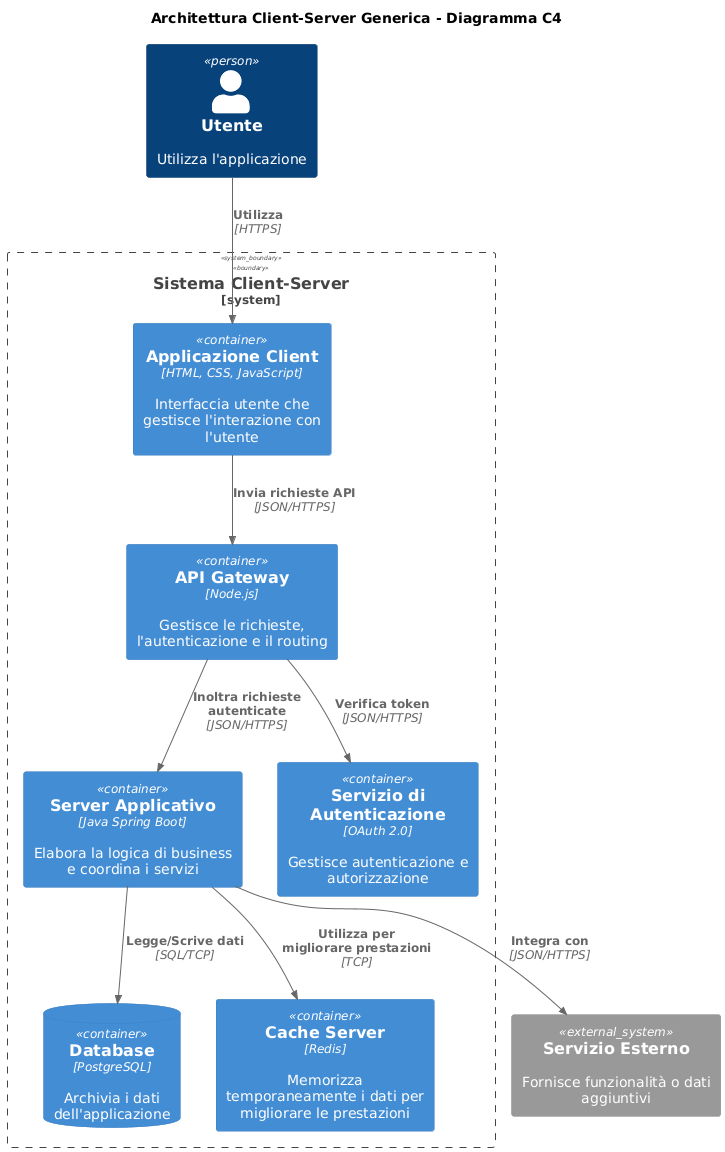 Architettura Client-Server Generica - Diagramma C4
«person»
Utente
Utilizza l'applicazione
Utilizza
[HTTPS]
«system_boundary»
«boundary»
Sistema Client-Server
[system]
«container»
Applicazione Client
[HTML, CSS, JavaScript]
Interfaccia utente che
gestisce l'interazione con
l'utente
Invia richieste API
[JSON/HTTPS]
«container»
API Gateway
[Node.js]
Gestisce le richieste,
l'autenticazione e il routing
Inoltra richieste
autenticate
[JSON/HTTPS]
Verifica token
[JSON/HTTPS]
«container»
Server Applicativo
[Java Spring Boot]
Elabora la logica di business
e coordina i servizi
«container»
Servizio di
Autenticazione
[OAuth 2.0]
Gestisce autenticazione e
autorizzazione
Legge/Scrive dati
[SQL/TCP]
Utilizza per
migliorare prestazioni
[TCP]
Integra con
[JSON/HTTPS]
«container»
Database
[PostgreSQL]
Archivia i dati
dell'applicazione
«container»
Cache Server
[Redis]
Memorizza
temporaneamente i dati per
migliorare le prestazioni
«external_system»
Servizio Esterno
Fornisce funzionalità o dati
aggiuntivi